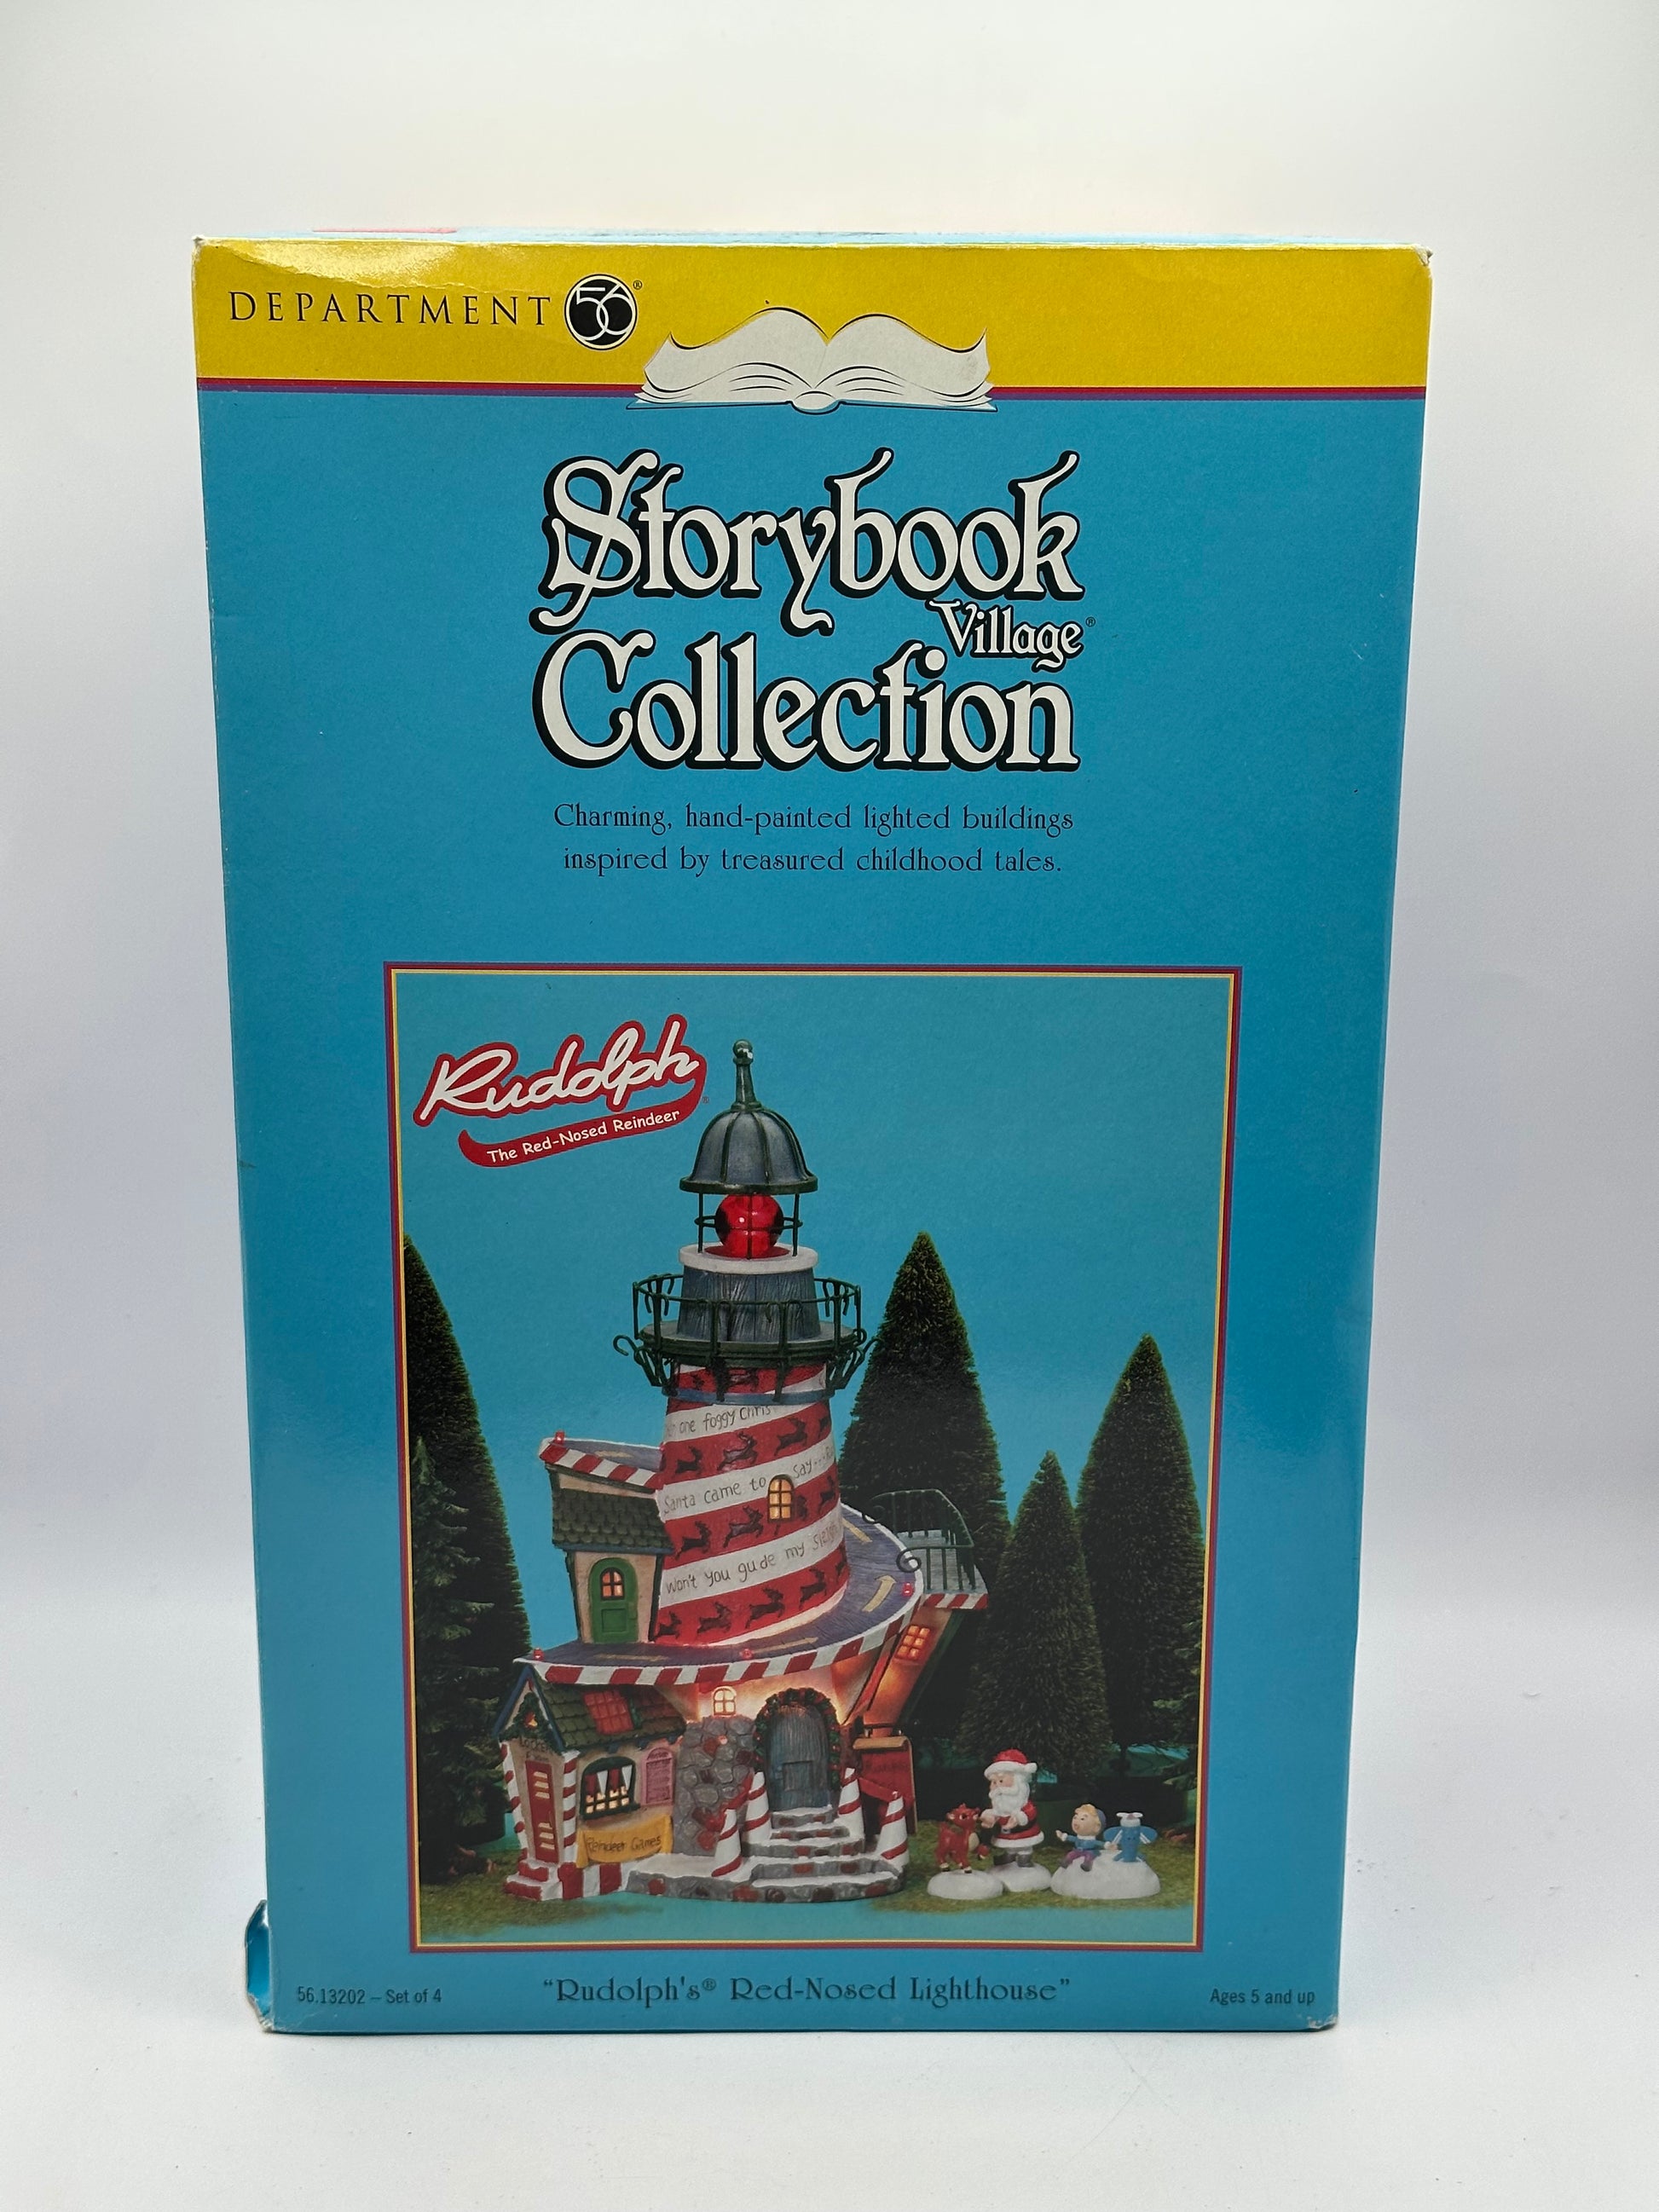 DEPARTMENT 56®
Storybook
Village®
Collection
Charming, hand-painted lighted buildings
inspired by treasured childhood tales.
Rudolph®
The Red-Nosed Reindeer
one foggy Chris
Santa came to say...
won't you guide my sleigh
Reindeer Games
56.13202 – Set of 4
"Rudolph's® Red-Nosed Lighthouse"
Ages 5 and up